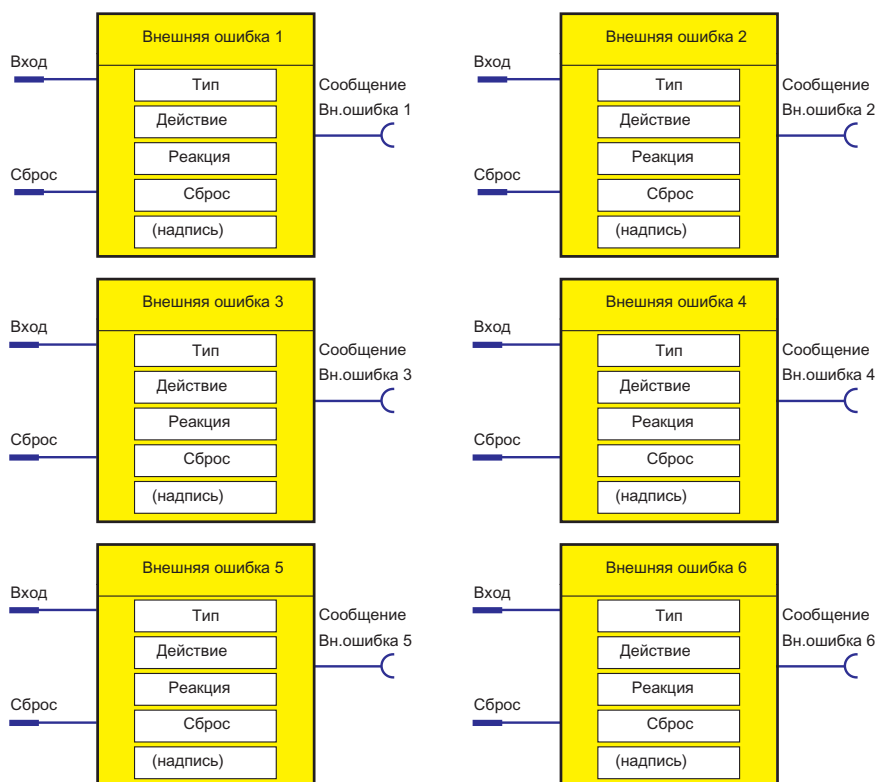 Внешняя ошибка 1
Вход
Тип
Сообщение
Вн.ошибка 1
Действие
Реакция
Сброс
Сброс
(надпись)
Внешняя ошибка 2
Вход
Тип
Сообщение
Вн.ошибка 2
Действие
Реакция
Сброс
Сброс
(надпись)
Внешняя ошибка 3
Вход
Тип
Сообщение
Вн.ошибка 3
Действие
Реакция
Сброс
Сброс
(надпись)
Внешняя ошибка 4
Вход
Тип
Сообщение
Вн.ошибка 4
Действие
Реакция
Сброс
Сброс
(надпись)
Внешняя ошибка 5
Вход
Тип
Сообщение
Вн.ошибка 5
Действие
Реакция
Сброс
Сброс
(надпись)
Внешняя ошибка 6
Вход
Тип
Сообщение
Вн.ошибка 6
Действие
Реакция
Сброс
Сброс
(надпись)